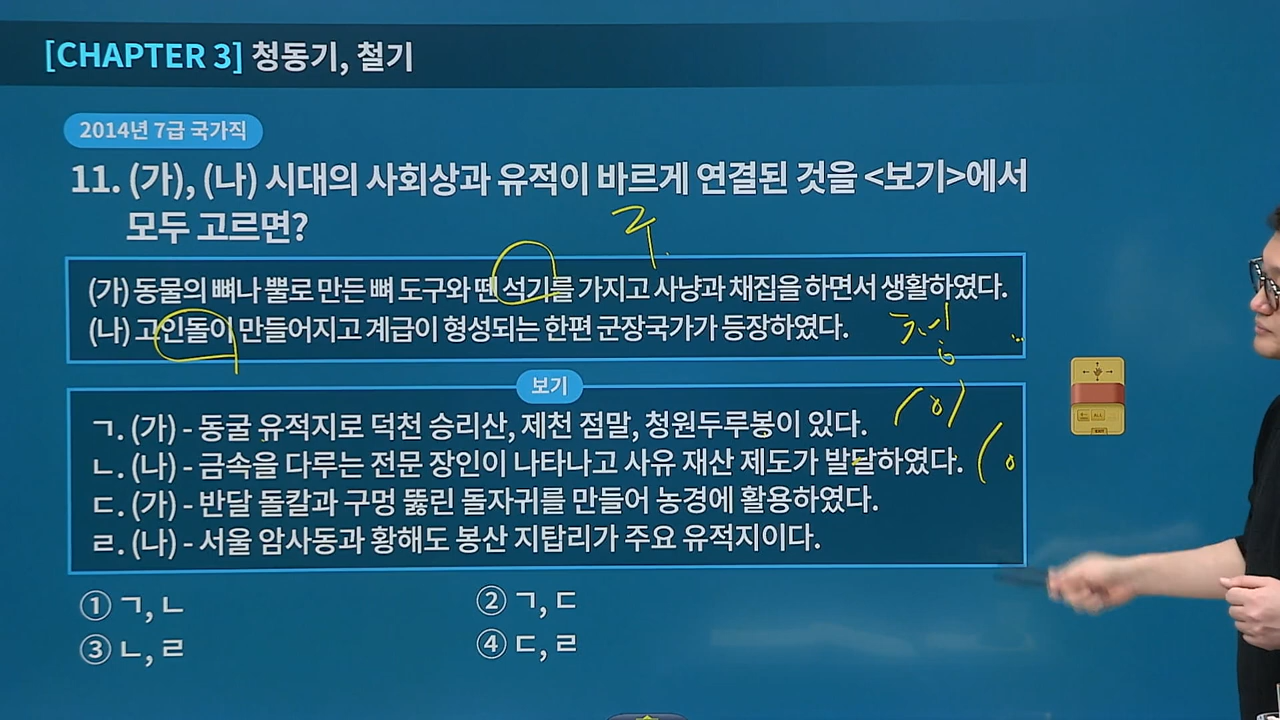 [CHAPTER 3] 청동기, 철기
2014년 7급 국가직
11. (가), (나) 시대의 사회상과 유적이 바르게 연결된 것을 <보기>에서
모두 고르면?
구
(가) 동물의 뼈나 뿔로 만든 뼈 도구와 뗀 석기를 가지고 사냥과 채집을 하면서 생활하였다.
(나) 고인돌이 만들어지고 계급이 형성되는 한편 군장국가가 등장하였다.
청
보기
ㄱ. (가) - 동굴 유적지로 덕천 승리산, 제천 점말, 청원두루봉이 있다.
(o)
ㄴ. (나) - 금속을 다루는 전문 장인이 나타나고 사유 재산 제도가 발달하였다.
(o
ㄷ. (가) - 반달 돌칼과 구멍 뚫린 돌자귀를 만들어 농경에 활용하였다.
ㄹ. (나) - 서울 암사동과 황해도 봉산 지탑리가 주요 유적지이다.
① ㄱ, ㄴ
② ㄱ, ㄷ
③ ㄴ, ㄹ
④ ㄷ, ㄹ